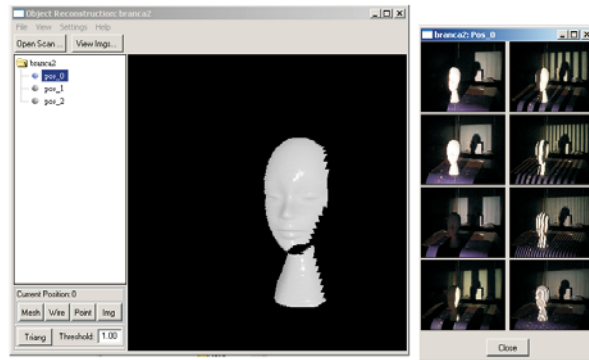 Object Reconstruction: branca2
File View Settings Help
Open Scan ... View Imgs...
branca2
pos_0
pos_1
pos_2
Current Position: 0
Mesh Wire Point Img
Triang Threshold: 1.00
branca2: Pos_0
Close